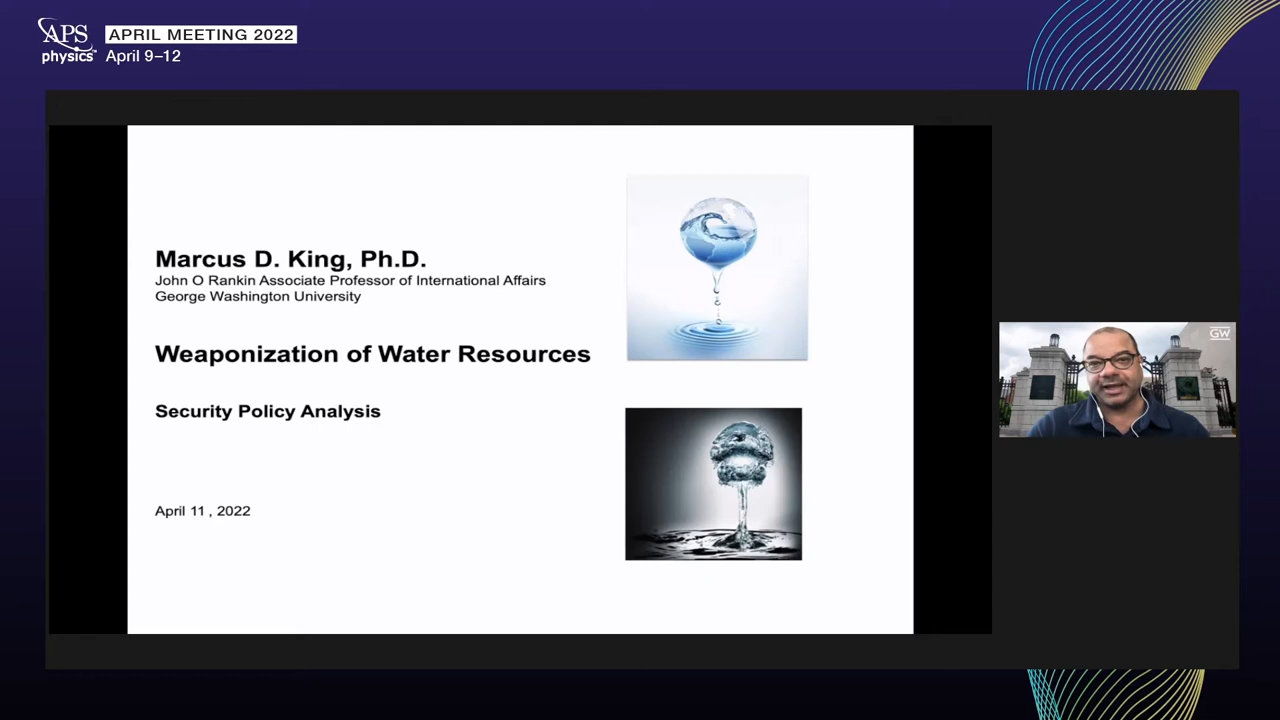 APS
physics™
APRIL MEETING 2022
April 9–12
Marcus D. King, Ph.D.
John O Rankin Associate Professor of International Affairs
George Washington University
Weaponization of Water Resources
Security Policy Analysis
April 11 , 2022
GW